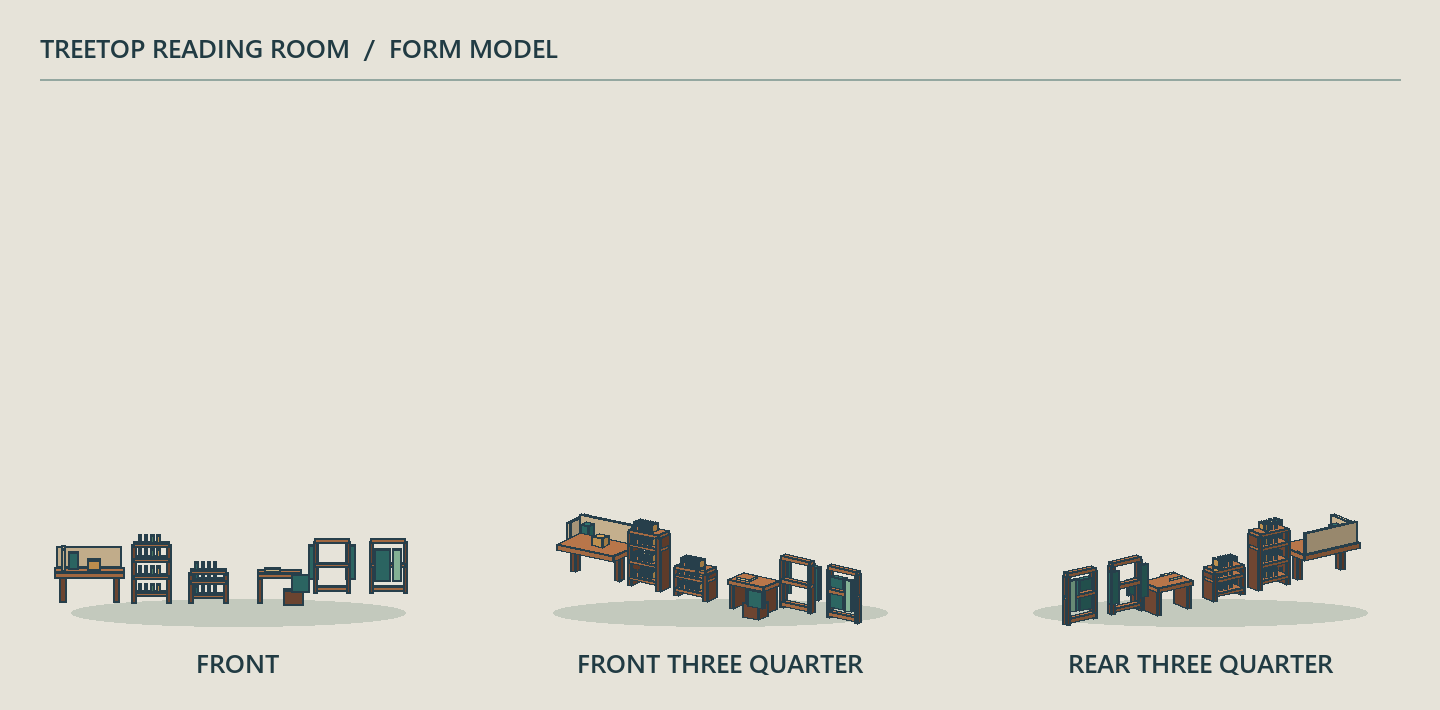 TREETOP READING ROOM / FORM MODEL
FRONT
FRONT THREE QUARTER
REAR THREE QUARTER